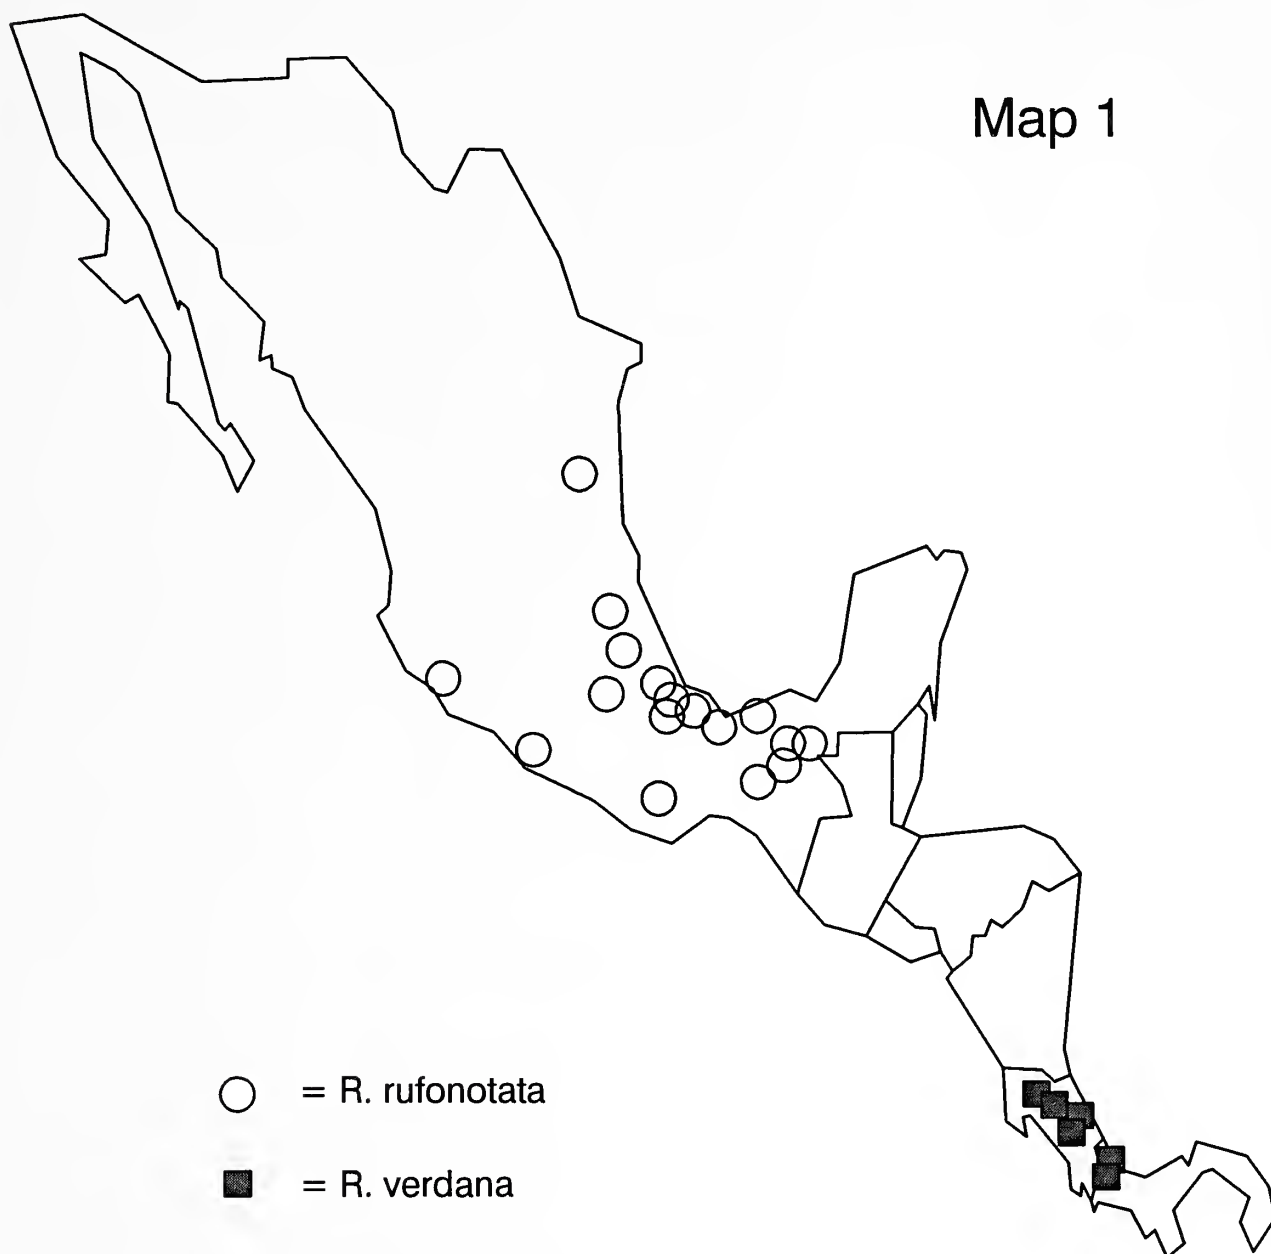 Map 1
= R. rufonotata
= R. verdana